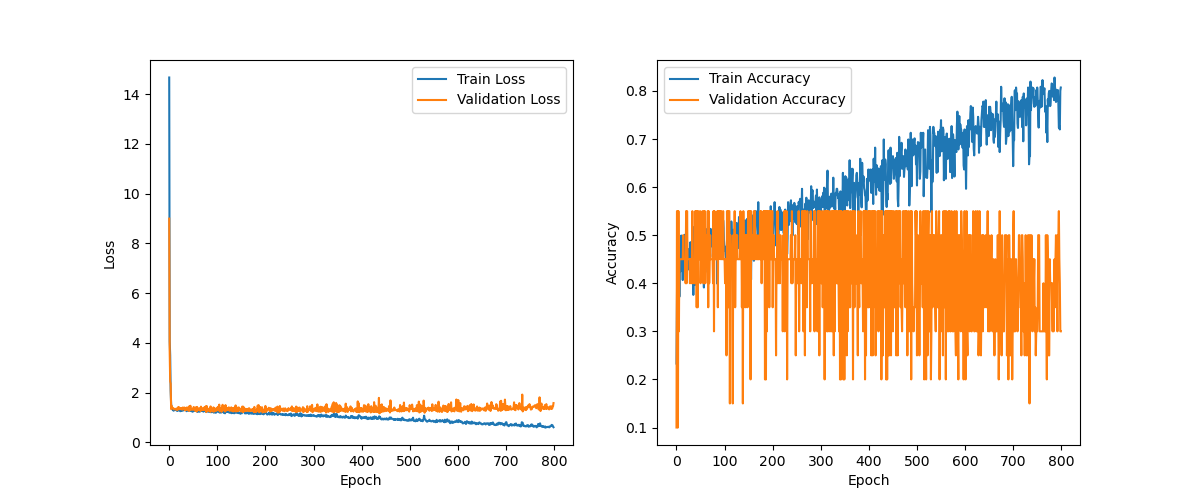 Train Loss
Validation Loss
14
12
10
8
6
4
2
0
Loss
0 100 200 300 400 500 600 700 800
Epoch
Train Accuracy
Validation Accuracy
0.8
0.7
0.6
0.5
0.4
0.3
0.2
0.1
Accuracy
0 100 200 300 400 500 600 700 800
Epoch